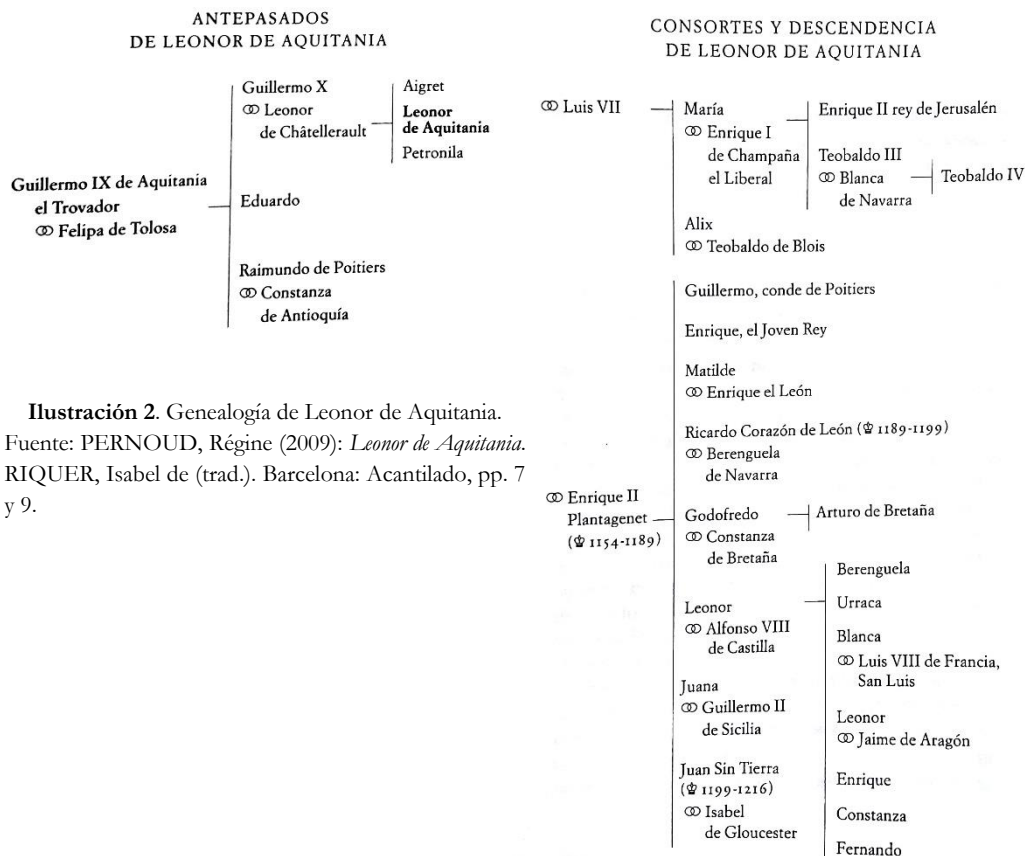 ANTEPASADOS
DE LEONOR DE AQUITANIA
Guillermo IX de Aquitania
el Trovador
⚭ Felipa de Tolosa
Guillermo X
⚭ Leonor
de Châtellerault
Aigret
Leonor
de Aquitania
Petronila
Eduardo
Raimundo de Poitiers
⚭ Constanza
de Antioquía
Ilustración 2. Genealogía de Leonor de Aquitania.
Fuente: PERNOUD, Régine (2009): Leonor de Aquitania.
RIQUER, Isabel de (trad.). Barcelona: Acantilado, pp. 7
y 9.
CONSORTES Y DESCENDENCIA
DE LEONOR DE AQUITANIA
⚭ Luis VII
María
⚭ Enrique I
de Champaña
el Liberal
Enrique II rey de Jerusalén
Teobaldo III
⚭ Blanca
de Navarra
Teobaldo IV
Alix
⚭ Teobaldo de Blois
⚭ Enrique II
Plantagenet
(♔ 1154-1189)
Guillermo, conde de Poitiers
Enrique, el Joven Rey
Matilde
⚭ Enrique el León
Ricardo Corazón de León (♔ 1189-1199)
⚭ Berenguela
de Navarra
Godofredo
⚭ Constanza
de Bretaña
Arturo de Bretaña
Leonor
⚭ Alfonso VIII
de Castilla
Berenguela
Urraca
Blanca
⚭ Luis VIII de Francia,
San Luis
Leonor
⚭ Jaime de Aragón
Enrique
Constanza
Fernando
Juana
⚭ Guillermo II
de Sicilia
Juan Sin Tierra
(♔ 1199-1216)
⚭ Isabel
de Gloucester